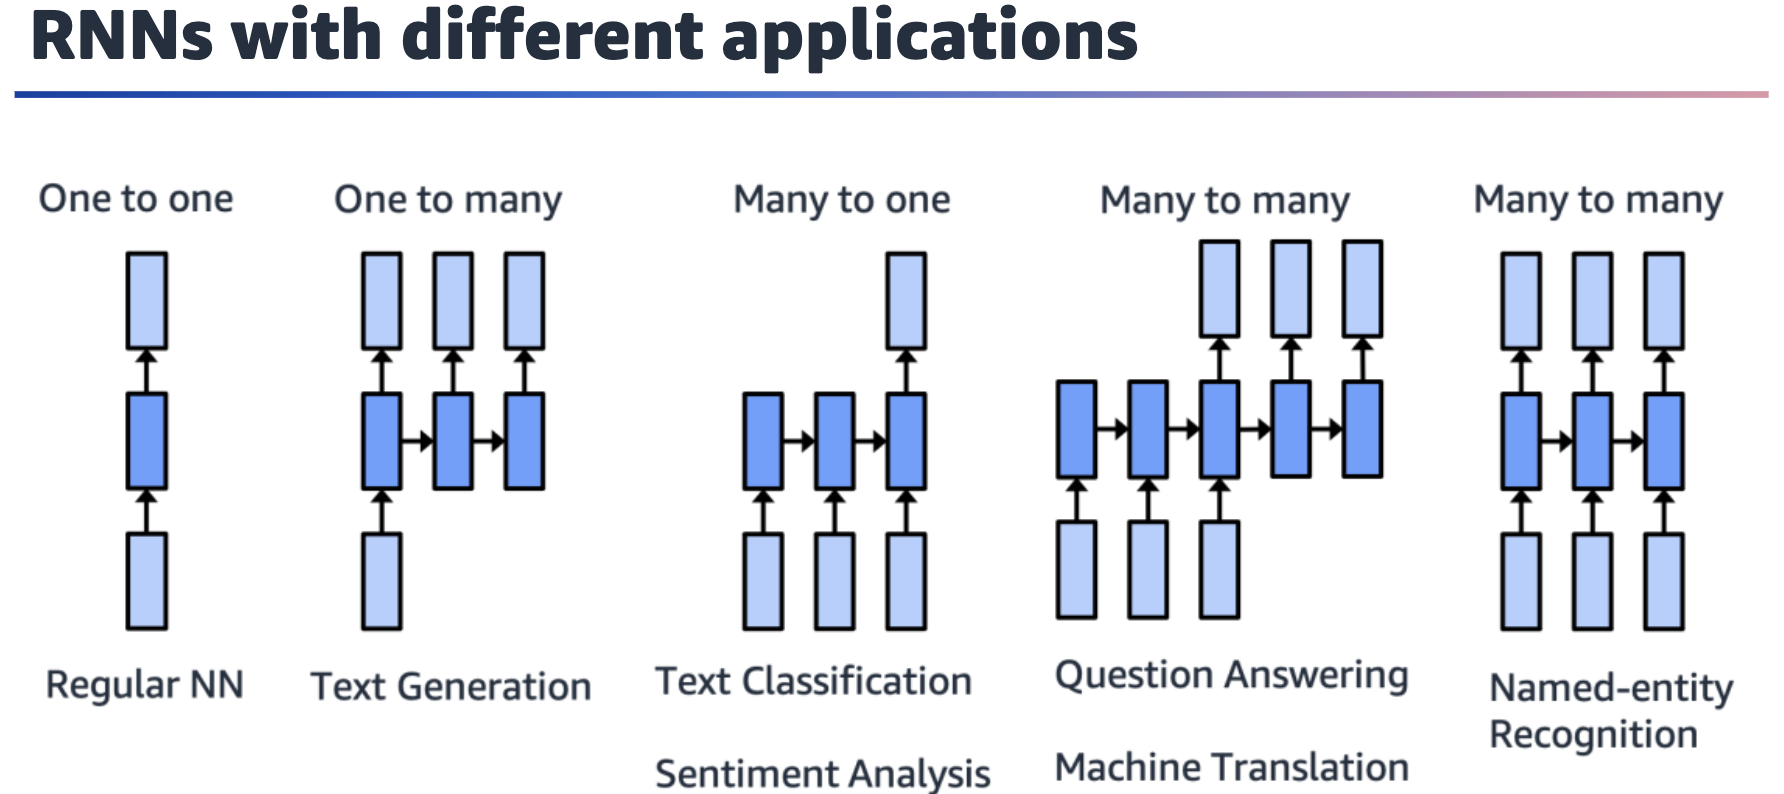 RNNs with different applications
One to one
One to many
Many to one
Many to many
Many to many
Regular NN
Text Generation
Text Classification
Sentiment Analysis
Question Answering
Machine Translation
Named-entity
Recognition